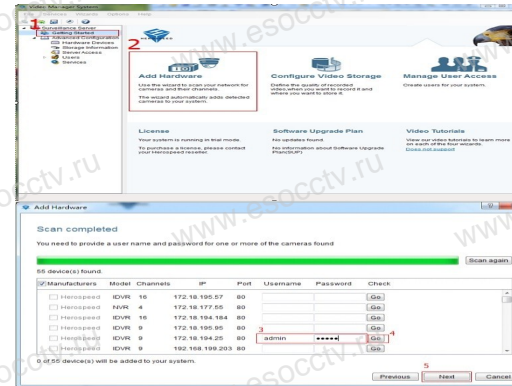 Video Manager System
1
Surveillance Server
Getting Started
Advanced Configuration
Hardware Devices
Storage Information
Server Access
Users
Services
2
Add Hardware
Use the wizard to scan your network for
cameras and their channels.
The wizard automatically adds detected
cameras to your system.
Configure Video Storage
Define the quality of recorded
video,when you want to record it and
where you want to store it.
Manage User Access
Create users for your system.
License
Your system is running in trial mode.
To purchase a license, please contact
your Herospeed reseller.
Software Upgrade Plan
No updates found
No information about Software Upgrade
Plan(SUP)
Video Tutorials
View our video tutorials to learn more
on each of the four wizards.
Does not support
www.esocctv.ru
Add Hardware
Scan completed
You need to provide a user name and password for one or more of the cameras found
Scan again
55 device(s) found.
Manufacturers Model Channels IP Port Username Password Check
Herospeed IDVR 16 172.18.195.57 80 Go
Herospeed NVR 4 172.18.177.55 80 Go
Herospeed IDVR 16 172.18.194.184 80 Go
Herospeed IDVR 9 172.18.195.95 80 Go
Herospeed IDVR 9 172.18.194.25 80 3 admin ••••• Go 4
Herospeed IDVR 9 192.168.199.203 80 Go
0 of 55 device(s) will be added to your system.
5
Previous Next Cancel